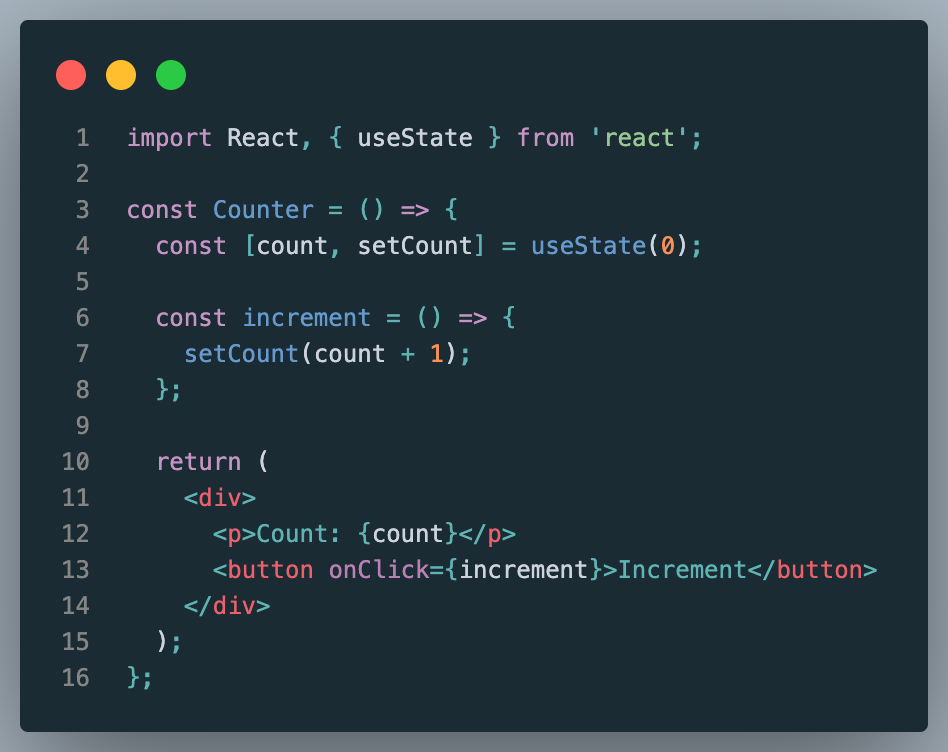 1 import React, { useState } from 'react';
2
3 const Counter = () => {
4   const [count, setCount] = useState(0);
5
6   const increment = () => {
7     setCount(count + 1);
8   };
9
10   return (
11     <div>
12       <p>Count: {count}</p>
13       <button onClick={increment}>Increment</button>
14     </div>
15   );
16 };